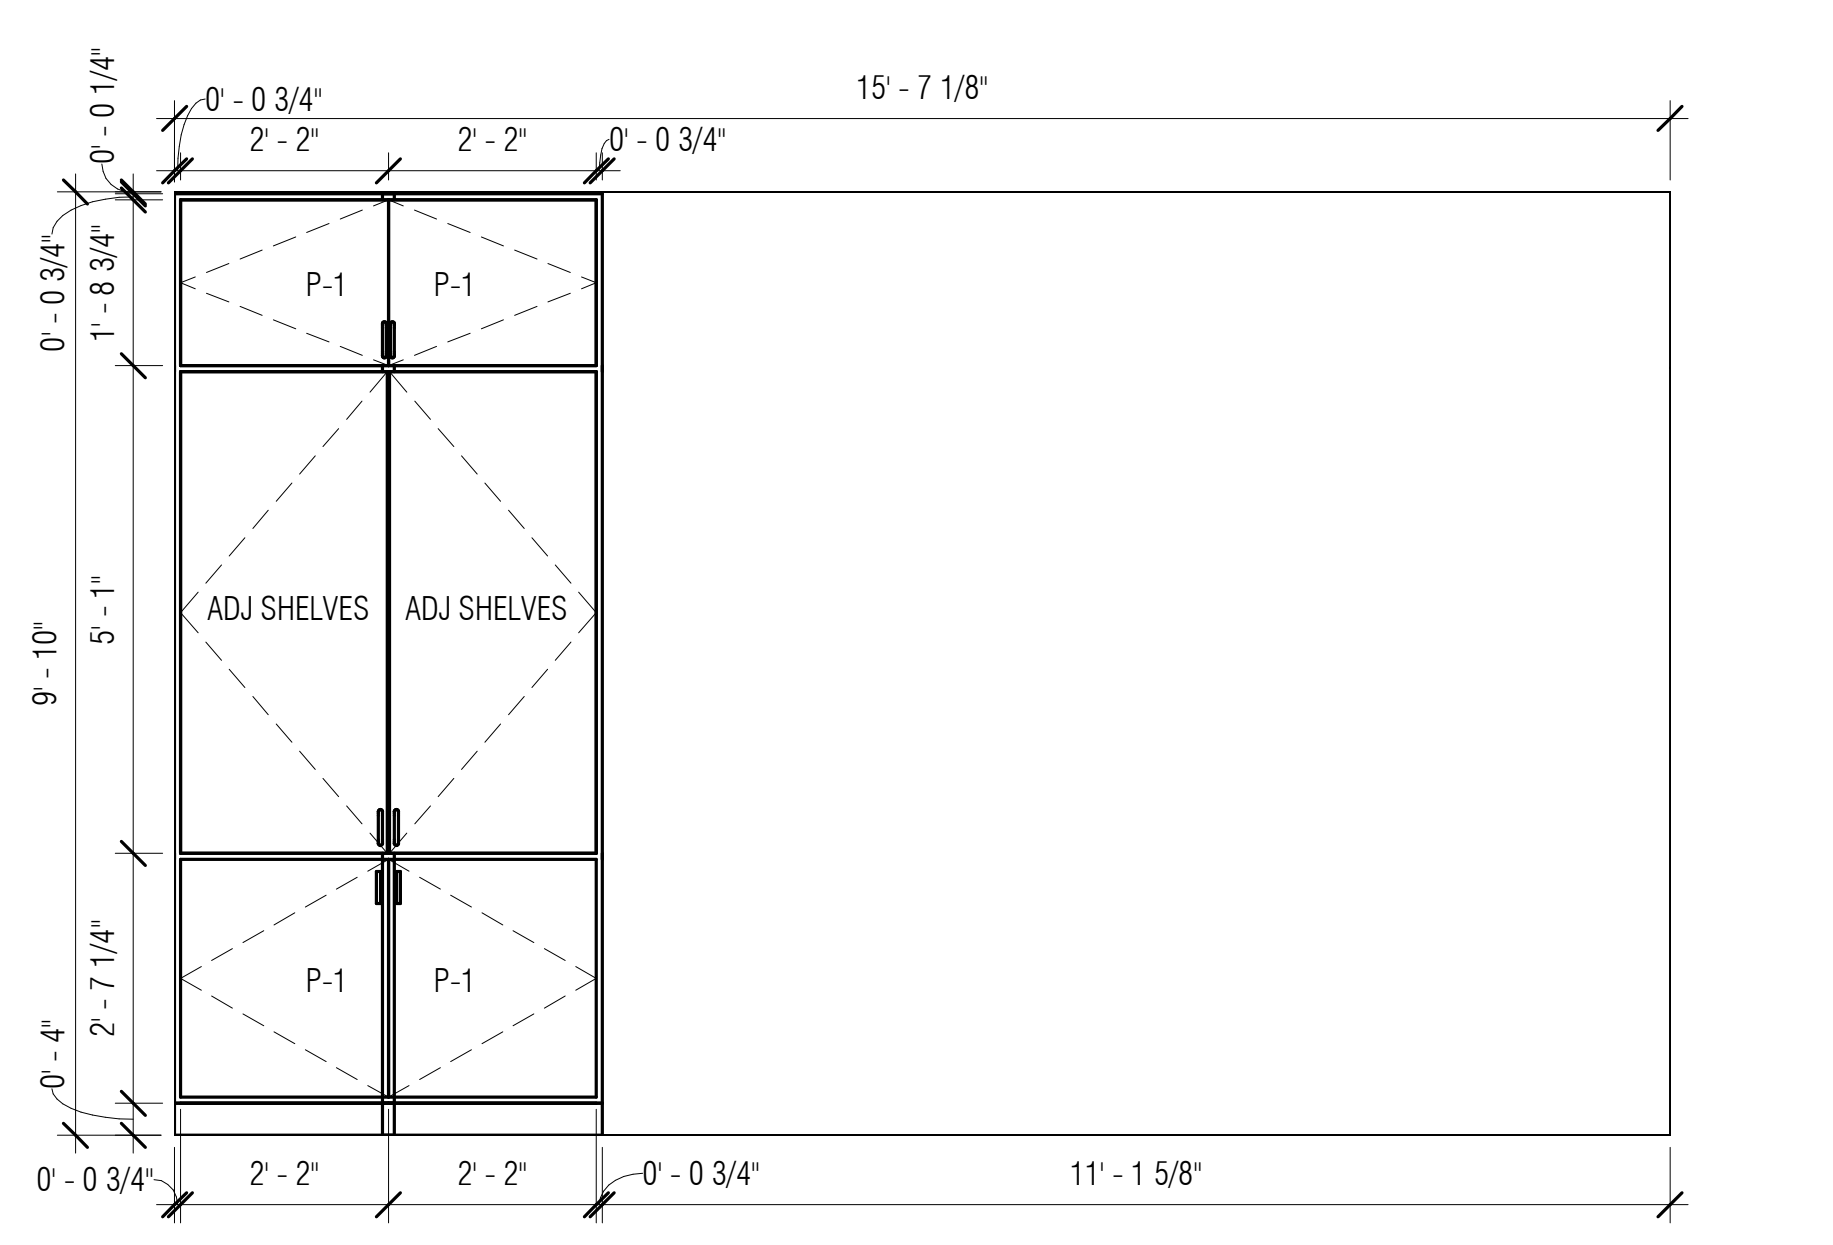 15' - 7 1/8"
0' - 0 3/4"
2' - 2"
2' - 2"
0' - 0 3/4"
0' - 0 1/4"
0' - 0 3/4"
1' - 8 3/4"
P-1
P-1
5' - 1"
ADJ SHELVES
ADJ SHELVES
9' - 10"
2' - 7 1/4"
P-1
P-1
0' - 4"
0' - 0 3/4"
2' - 2"
2' - 2"
0' - 0 3/4"
11' - 1 5/8"